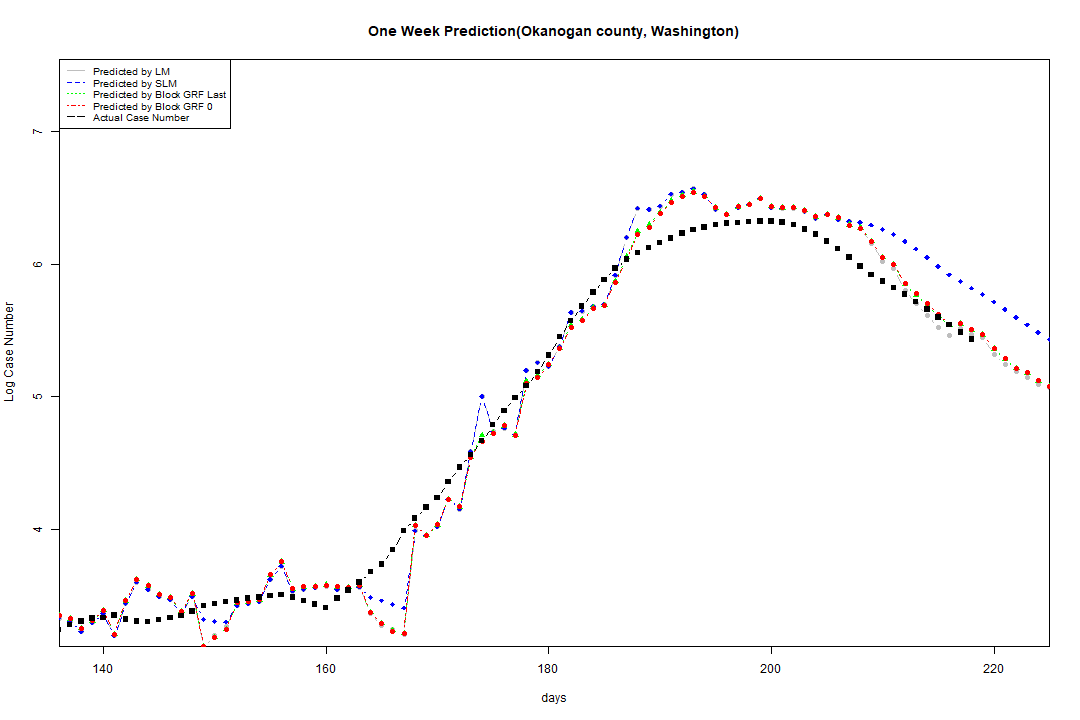 One Week Prediction(Okanogan county, Washington)
Predicted by LM
Predicted by SLM
Predicted by Block GRF Last
Predicted by Block GRF 0
Actual Case Number
7
6
5
4
Log Case Number
140
160
180
200
220
days